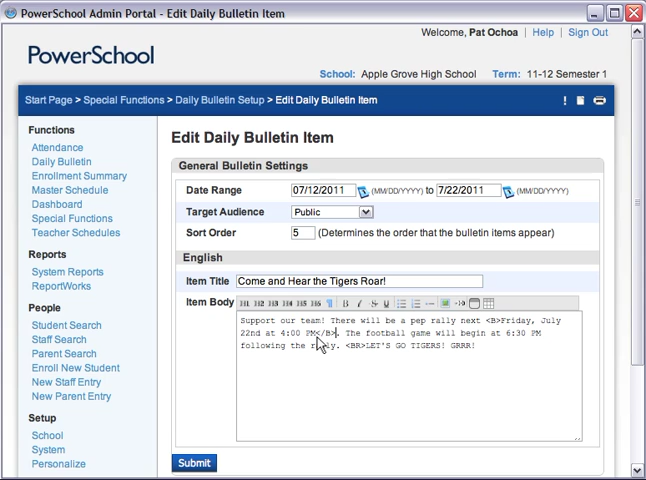 PowerSchool Admin Portal - Edit Daily Bulletin Item
Welcome, Pat Ochoa | Help | Sign Out
PowerSchool
School: Apple Grove High School Term: 11-12 Semester 1
Start Page > Special Functions > Daily Bulletin Setup > Edit Daily Bulletin Item
Functions
Attendance
Daily Bulletin
Enrollment Summary
Master Schedule
Dashboard
Special Functions
Teacher Schedules
Reports
System Reports
ReportWorks
People
Student Search
Staff Search
Parent Search
Enroll New Student
New Staff Entry
New Parent Entry
Setup
School
System
Personalize
Edit Daily Bulletin Item
General Bulletin Settings
Date Range 07/12/2011 (MM/DD/YYYY) to 7/22/2011 (MM/DD/YYYY)
Target Audience Public
Sort Order 5 (Determines the order that the bulletin items appear)
English
Item Title Come and Hear the Tigers Roar!
Item Body H1 H2 H3 H4 H5 H6 ¶ B I S U
Support our team! There will be a pep rally next <B>Friday, July
22nd at 4:00 PM</B>. The football game will begin at 6:30 PM
following the rally. <BR>LET'S GO TIGERS! GRRR!
Submit